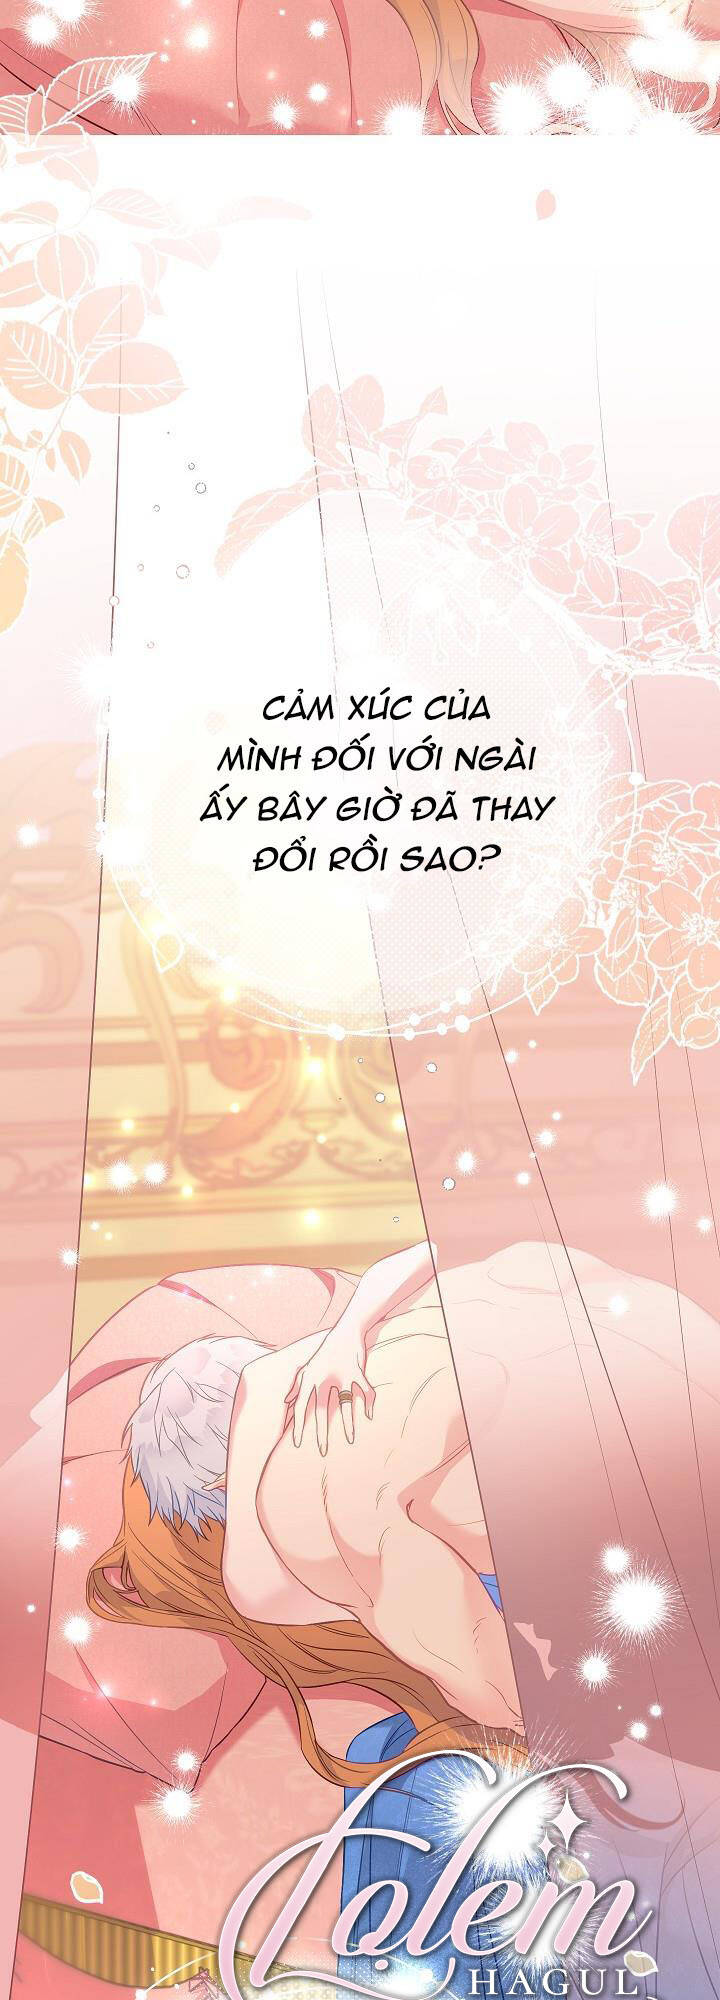 CẢM XÚC CỦA
MÌNH ĐỐI VỚI NGÀI
ẤY BÂY GIỜ ĐÃ THAY
ĐỔI RỒI SAO?
Lọlem
HAGUL